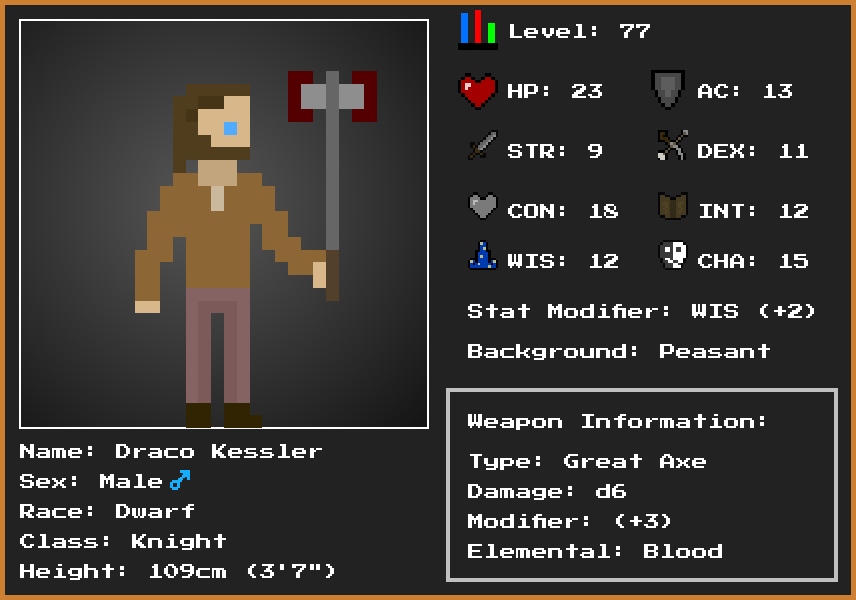 Level: 77
HP: 23 AC: 13
STR: 9 DEX: 11
CON: 18 INT: 12
WIS: 12 CHA: 15
Stat Modifier: WIS (+2)
Background: Peasant
Weapon Information:
Type: Great Axe
Damage: d6
Modifier: (+3)
Elemental: Blood
Name: Draco Kessler
Sex: Male♂
Race: Dwarf
Class: Knight
Height: 109cm (3'7")